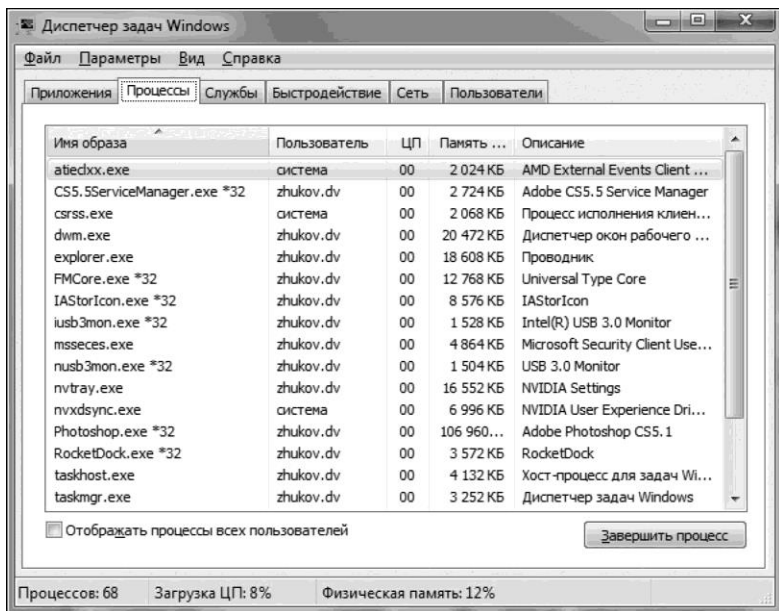 Диспетчер задач Windows
Файл Параметры Вид Справка
Приложения Процессы Службы Быстродействие Сеть Пользователи
Имя образа Пользователь ЦП Память ... Описание
atieclxx.exe система 00 2 024 КБ AMD External Events Client ...
CS5.5ServiceManager.exe *32 zhukov.dv 00 2 724 КБ Adobe CS5.5 Service Manager
csrss.exe система 00 2 068 КБ Процесс исполнения клиен...
dwm.exe zhukov.dv 00 20 472 КБ Диспетчер окон рабочего ...
explorer.exe zhukov.dv 00 18 608 КБ Проводник
FMCore.exe *32 zhukov.dv 00 12 768 КБ Universal Type Core
IAStorIcon.exe *32 zhukov.dv 00 8 576 КБ IAStorIcon
iusb3mon.exe *32 zhukov.dv 00 1 528 КБ Intel(R) USB 3.0 Monitor
msseces.exe zhukov.dv 00 4 864 КБ Microsoft Security Client Use...
nusb3mon.exe *32 zhukov.dv 00 1 504 КБ USB 3.0 Monitor
nvtray.exe zhukov.dv 00 16 552 КБ NVIDIA Settings
nvxdsync.exe система 00 6 996 КБ NVIDIA User Experience Dri...
Photoshop.exe *32 zhukov.dv 00 106 960... Adobe Photoshop CS5.1
RocketDock.exe *32 zhukov.dv 00 3 572 КБ RocketDock
taskhost.exe zhukov.dv 00 4 132 КБ Хост-процесс для задач Wi...
taskmgr.exe zhukov.dv 00 3 252 КБ Диспетчер задач Windows
Отображать процессы всех пользователей Завершить процесс
Процессов: 68 Загрузка ЦП: 8% Физическая память: 12%